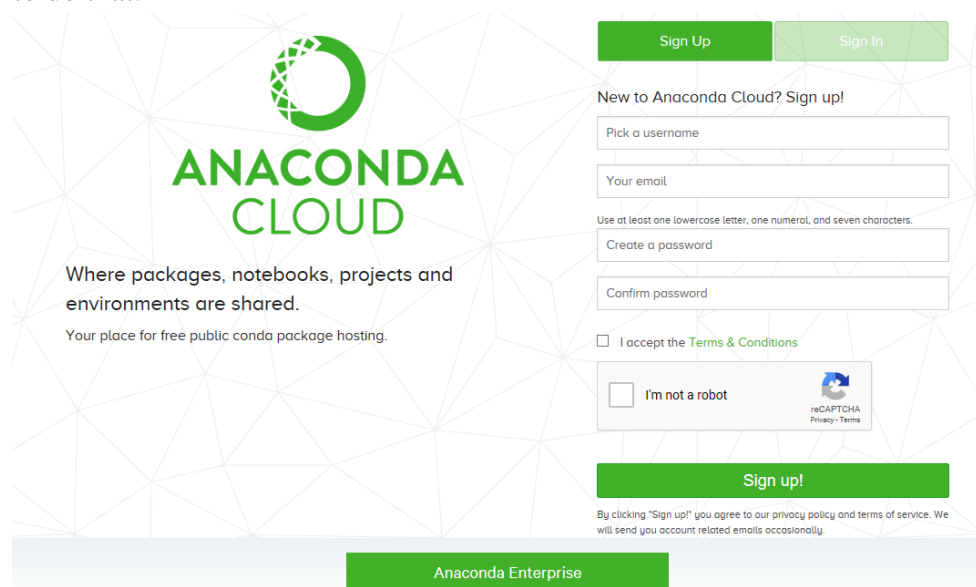 ANACONDA
CLOUD
Where packages, notebooks, projects and
environments are shared.
Your place for free public conda package hosting.
Sign Up
Sign In
New to Anaconda Cloud? Sign up!
Pick a username
Your email
Use at least one lowercase letter, one numeral, and seven characters.
Create a password
Confirm password
I accept the Terms & Conditions
I'm not a robot
reCAPTCHA
Privacy - Terms
Sign up!
By clicking "Sign up!" you agree to our privacy policy and terms of service. We
will send you account related emails occasionally.
Anaconda Enterprise